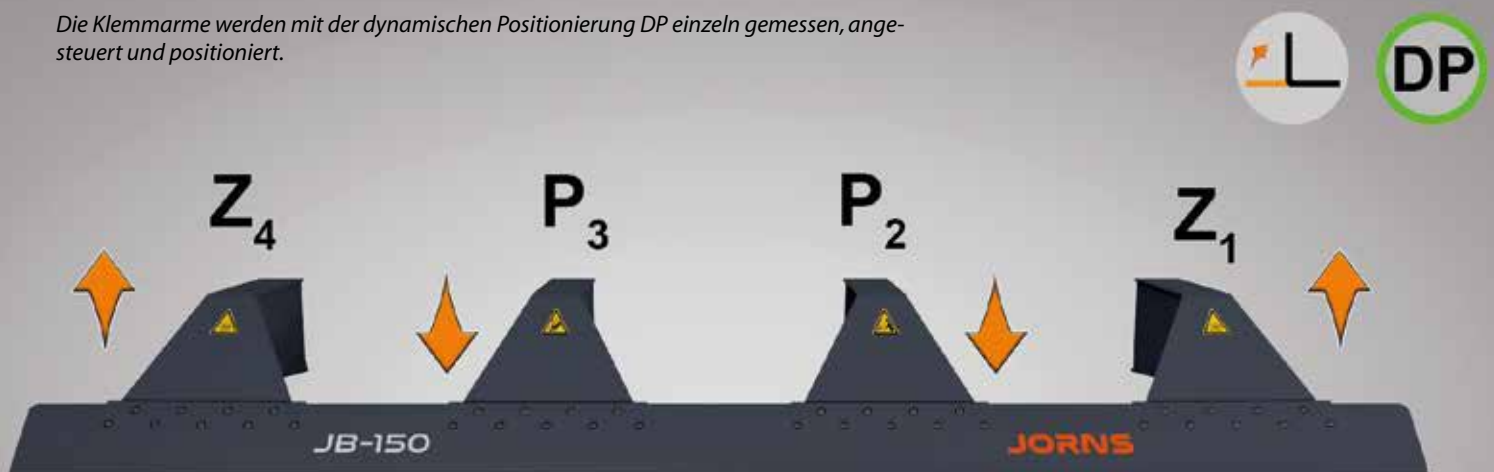 Die Klemmarme werden mit der dynamischen Positionierung DP einzeln gemessen, ange-
steuert und positioniert.
DP
Z4 P3 P2 Z1
JB-150 JORNS